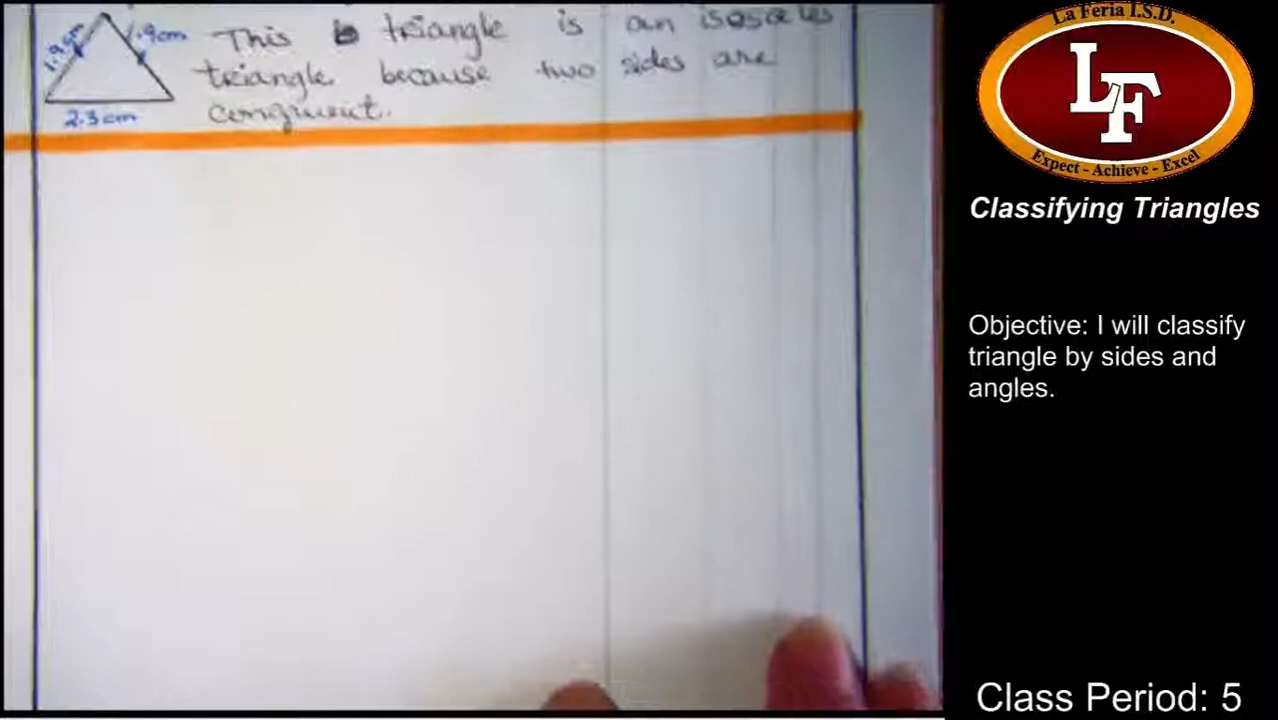 1.9cm
1.9cm
2.3cm
This triangle is an isosceles
triangle because two sides are
congruent.
La Feria I.S.D.
LF
Expect - Achieve - Excel
Classifying Triangles
Objective: I will classify
triangle by sides and
angles.
Class Period: 5